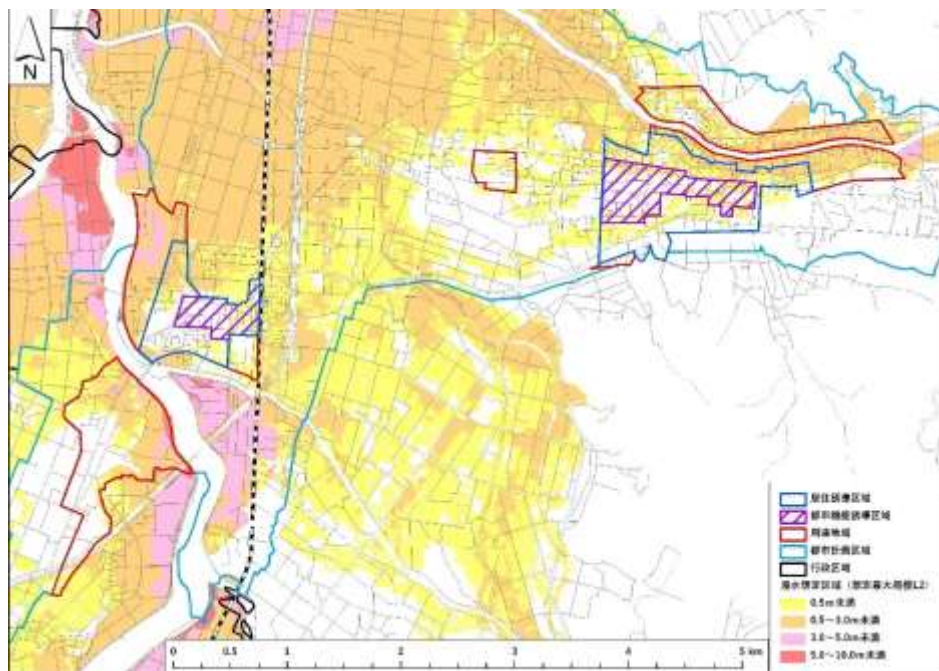 N
居住誘導区域
都市機能誘導区域
用途地域
都市計画区域
行政区域
浸水想定区域（想定最大規模L2）
0.5m未満
0.5～3.0m未満
3.0～5.0m未満
5.0～10.0m未満
0 0.5 1 2 3 4 5 km